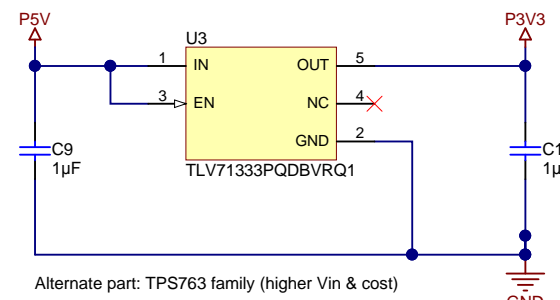 P5V
P3V3
U3
1
IN
OUT
5
3
EN
NC
4
GND
2
C9
1µF
TLV71333PQDBVRQ1
Alternate part: TPS763 family (higher Vin & cost)
GND